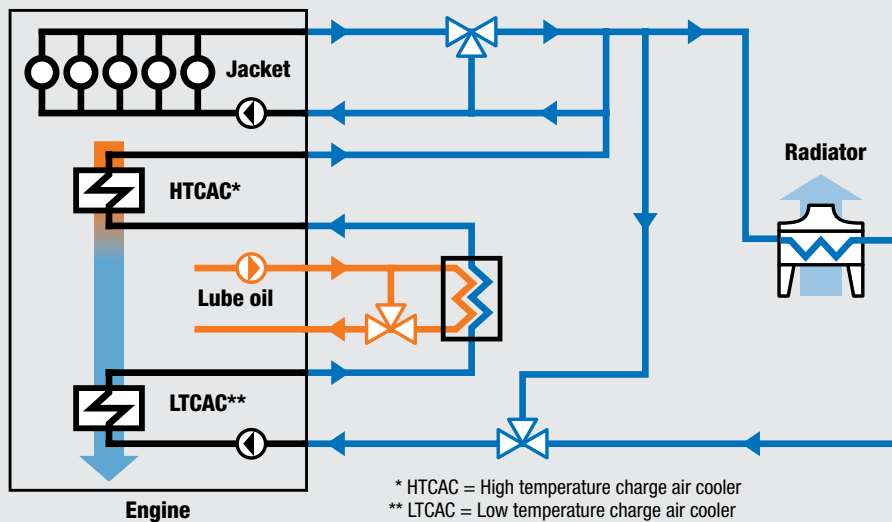 Jacket
Radiator
HTCAC*
Lube oil
LTCAC**
* HTCAC = High temperature charge air cooler
** LTCAC = Low temperature charge air cooler
Engine